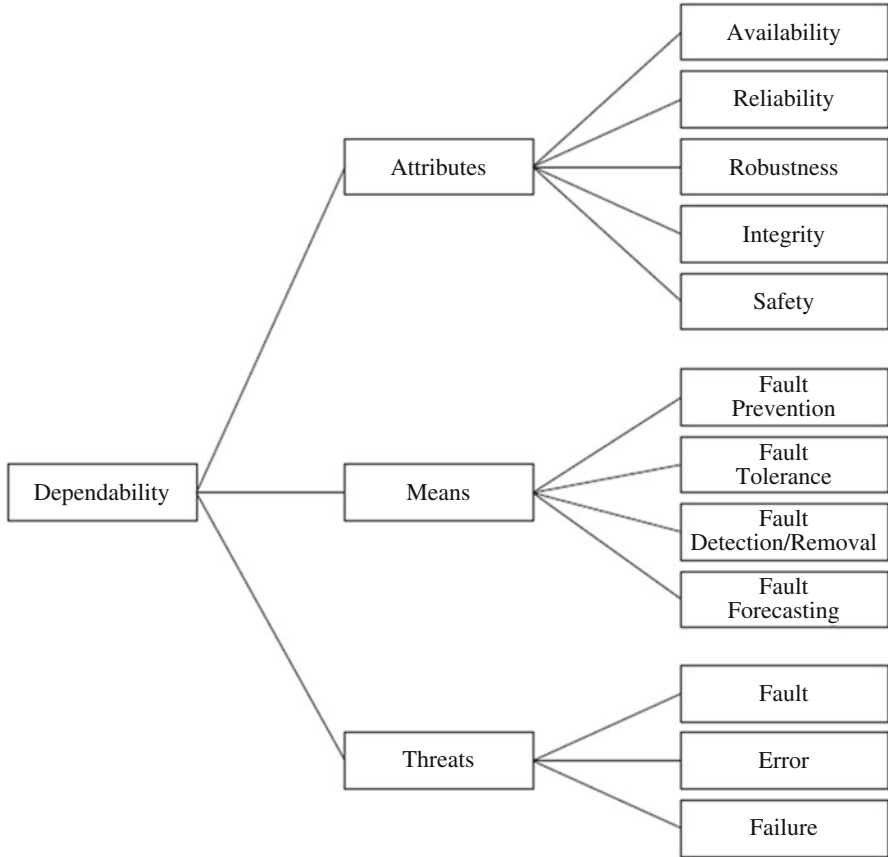 Availability
Reliability
Attributes
Robustness
Integrity
Safety
Fault
Prevention
Fault
Tolerance
Dependability
Means
Fault
Detection/Removal
Fault
Forecasting
Fault
Threats
Error
Failure